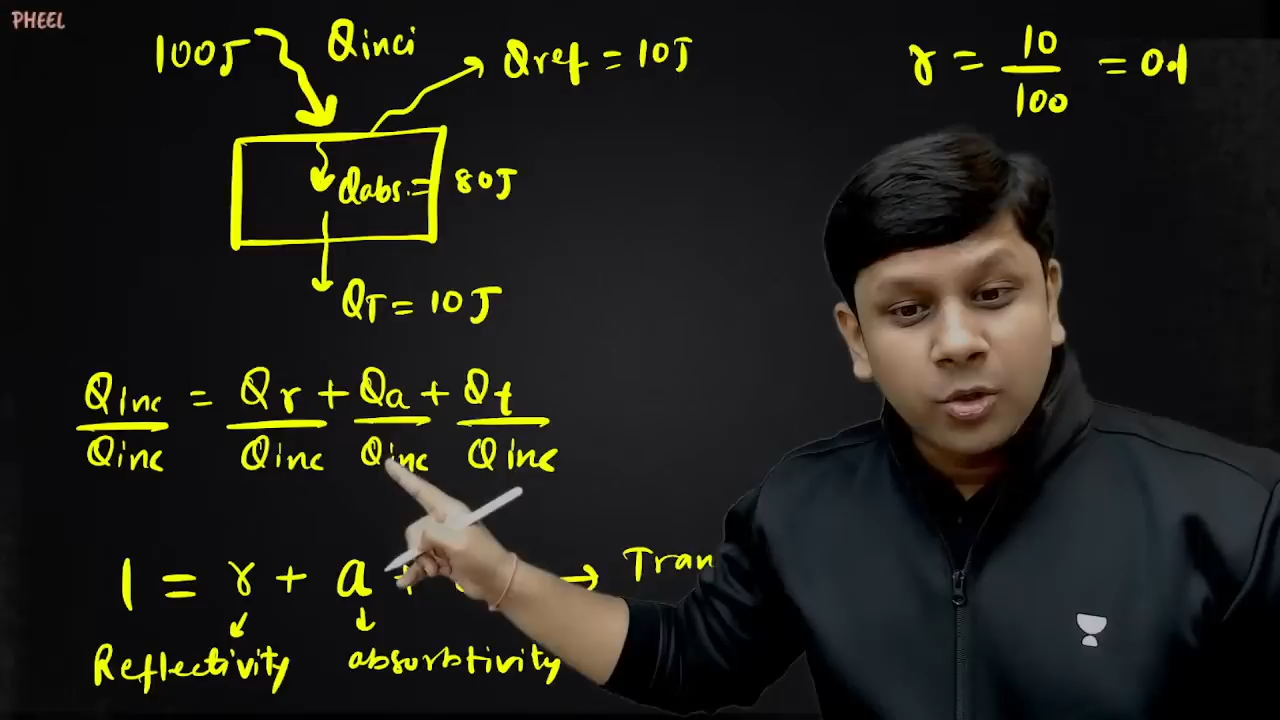 PHEEL
100J Qinci Qref = 10J
Qabs. = 80J
QT = 10J
r = 10/100 = 0.1
Qinc/Qinc = Qr/Qinc + Qa/Qinc + Qt/Qinc
1 = r + a + → Tran
Reflectivity absorbtivity